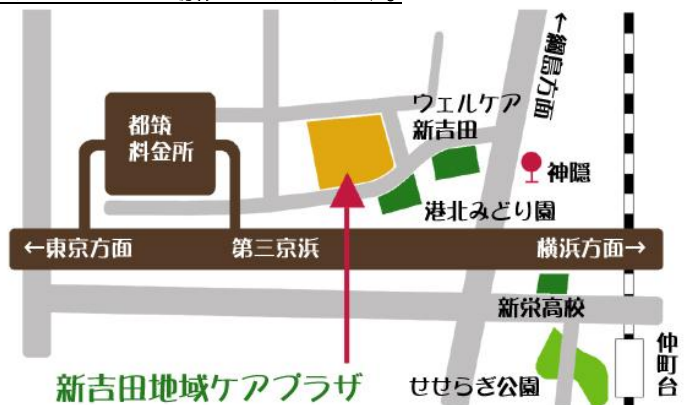 ←綱島方面
ウェルケア
新吉田
都筑
料金所
神隠
港北みどり園
←東京方面
第三京浜
横浜方面→
新栄高校
仲町台
新吉田地域ケアプラザ
せせらぎ公園